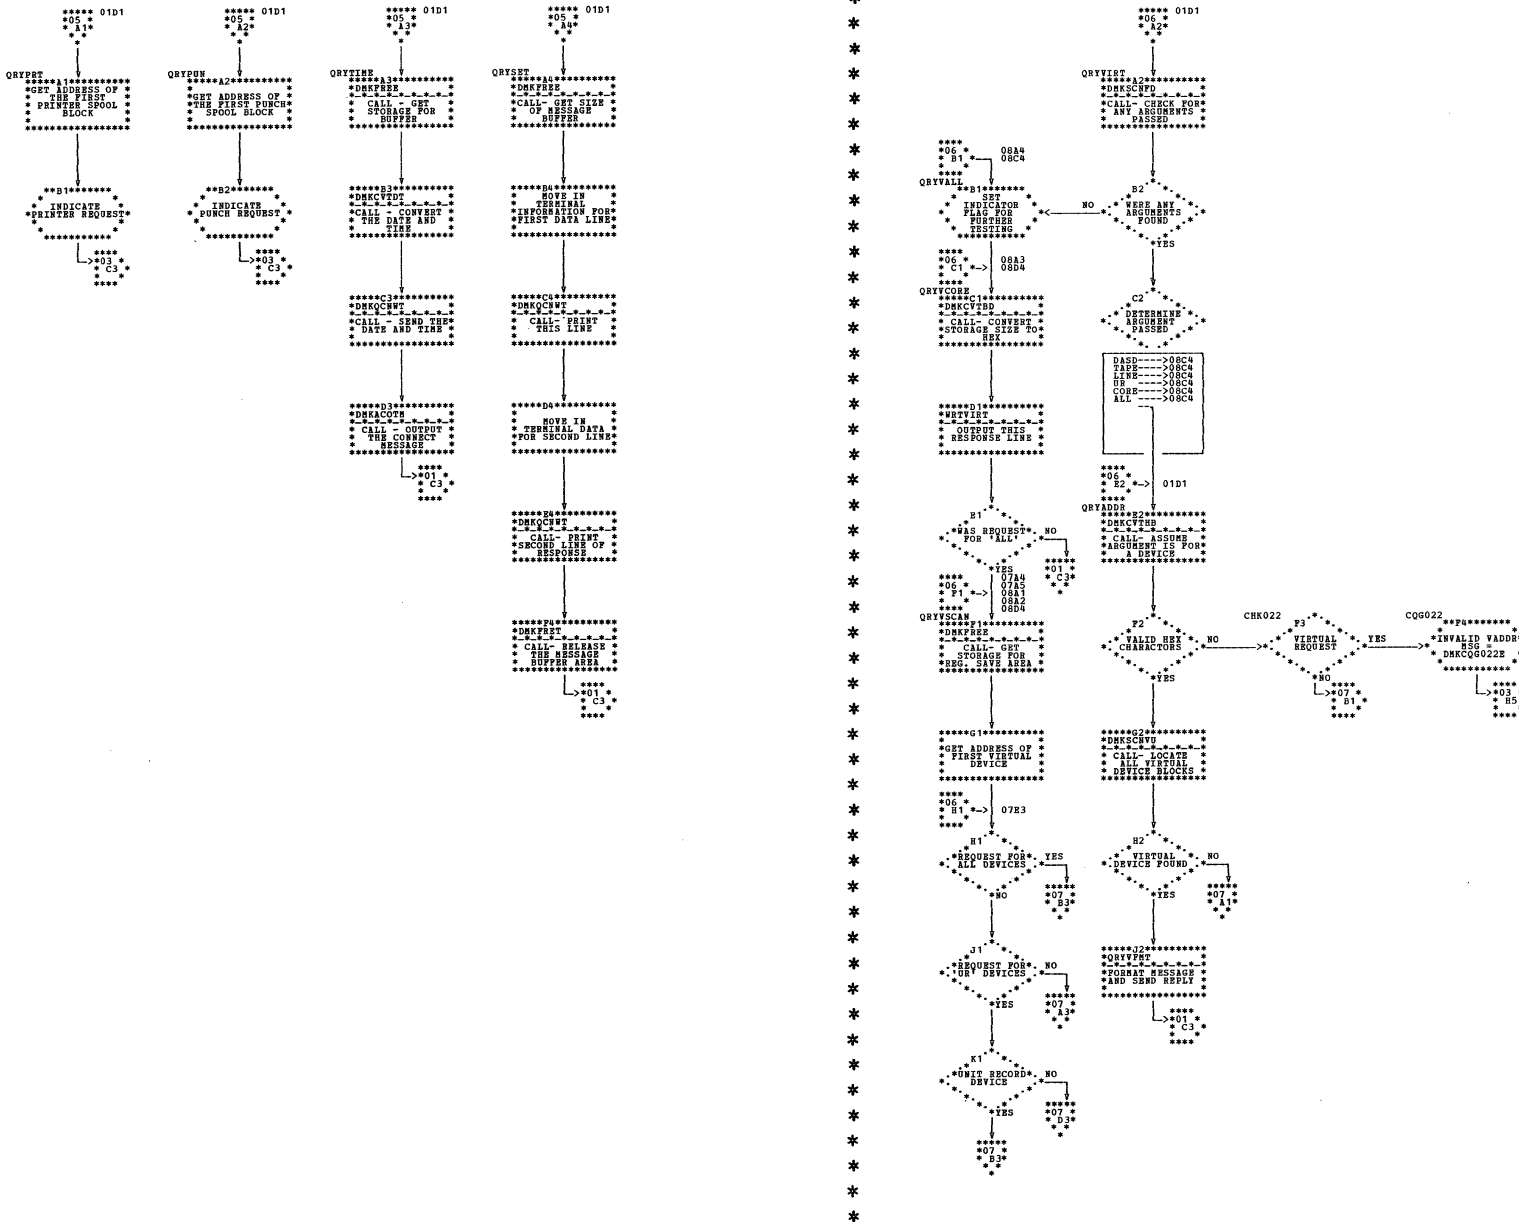 01D1
05
A1
QRYPRT
A1
GET ADDRESS OF
THE FIRST
PRINTER SPOOL
BLOCK
B1
INDICATE
PRINTER REQUEST
03
C3
01D1
05
A2
QRYPUN
A2
GET ADDRESS OF
THE FIRST PUNCH
SPOOL BLOCK
B2
INDICATE
PUNCH REQUEST
03
C3
01D1
05
A3
QRYTIME
A3
DMKFREE
CALL - GET
STORAGE FOR
BUFFER
B3
DMKCVTDT
CALL - CONVERT
THE DATE AND
TIME
C3
DMKQCNWT
CALL - SEND THE
DATE AND TIME
D3
DMKACOTM
CALL - OUTPUT
THE CONNECT
MESSAGE
01
C3
01D1
05
A4
QRYSET
A4
DMKFREE
CALL- GET SIZE
OF MESSAGE
BUFFER
B4
MOVE IN
TERMINAL
INFORMATION FOR
FIRST DATA LINE
C4
DMKQCNWT
CALL- PRINT
THIS LINE
D4
MOVE IN
TERMINAL DATA
FOR SECOND LINE
E4
DMKQCNWT
CALL- PRINT
SECOND LINE OF
RESPONSE
F4
DMKFRET
CALL- RELEASE
THE MESSAGE
BUFFER AREA
01
C3
06
B1
08A4
08C4
QRYVALL
B1
SET
INDICATOR
FLAG FOR
FURTHER
TESTING
06
C1
08A3
08D4
QRYVCORE
C1
DMKCVTBD
CALL- CONVERT
STORAGE SIZE TO
HEX
D1
WRTVIRT
OUTPUT THIS
RESPONSE LINE
E1
WAS REQUEST
FOR 'ALL'
NO
01
C3
YES
06
F1
07A4
07A5
08A1
08A2
08D4
QRYVSCAN
F1
DMKFREE
CALL- GET
STORAGE FOR
REG. SAVE AREA
G1
GET ADDRESS OF
FIRST VIRTUAL
DEVICE
06
H1
07E3
H1
REQUEST FOR
ALL DEVICES
YES
07
B3
NO
J1
REQUEST FOR
'UR' DEVICES
NO
07
A3
YES
K1
UNIT RECORD
DEVICE
NO
07
D3
YES
07
B3
01D1
06
A2
QRYVIRT
A2
DMKSCNFD
CALL- CHECK FOR
ANY ARGUMENTS
PASSED
B2
WERE ANY
ARGUMENTS
FOUND
NO
YES
C2
DETERMINE
ARGUMENT
PASSED
DASD---->08C4
TAPE---->08C4
LINE---->08C4
UR ---->08C4
CORE---->08C4
ALL ---->08C4
06
E2
01D1
QRYADDR
E2
DMKCVTHB
CALL- ASSUME
ARGUMENT IS FOR
A DEVICE
F2
VALID HEX
CHARACTORS
NO
YES
CHK022
F3
VIRTUAL
REQUEST
YES
NO
07
B1
CQG022
F4
INVALID VADDR
MSG =
DMKCQG022E
03
H5
G2
DMKSCNVU
CALL- LOCATE
ALL VIRTUAL
DEVICE BLOCKS
H2
VIRTUAL
DEVICE FOUND
NO
07
A1
YES
J2
QRYVFMT
FORMAT MESSAGE
AND SEND REPLY
01
C3